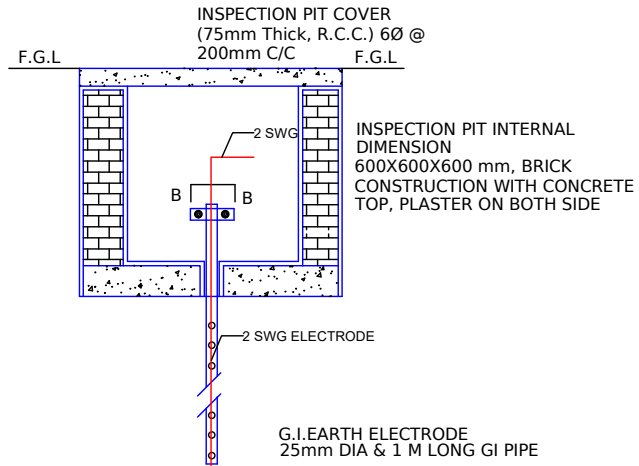 INSPECTION PIT COVER
(75mm Thick, R.C.C.) 6Ø @
200mm C/C
F.G.L
F.G.L
2 SWG
INSPECTION PIT INTERNAL
DIMENSION
600X600X600 mm, BRICK
CONSTRUCTION WITH CONCRETE
TOP, PLASTER ON BOTH SIDE
B
B
2 SWG ELECTRODE
G.I.EARTH ELECTRODE
25mm DIA & 1 M LONG GI PIPE